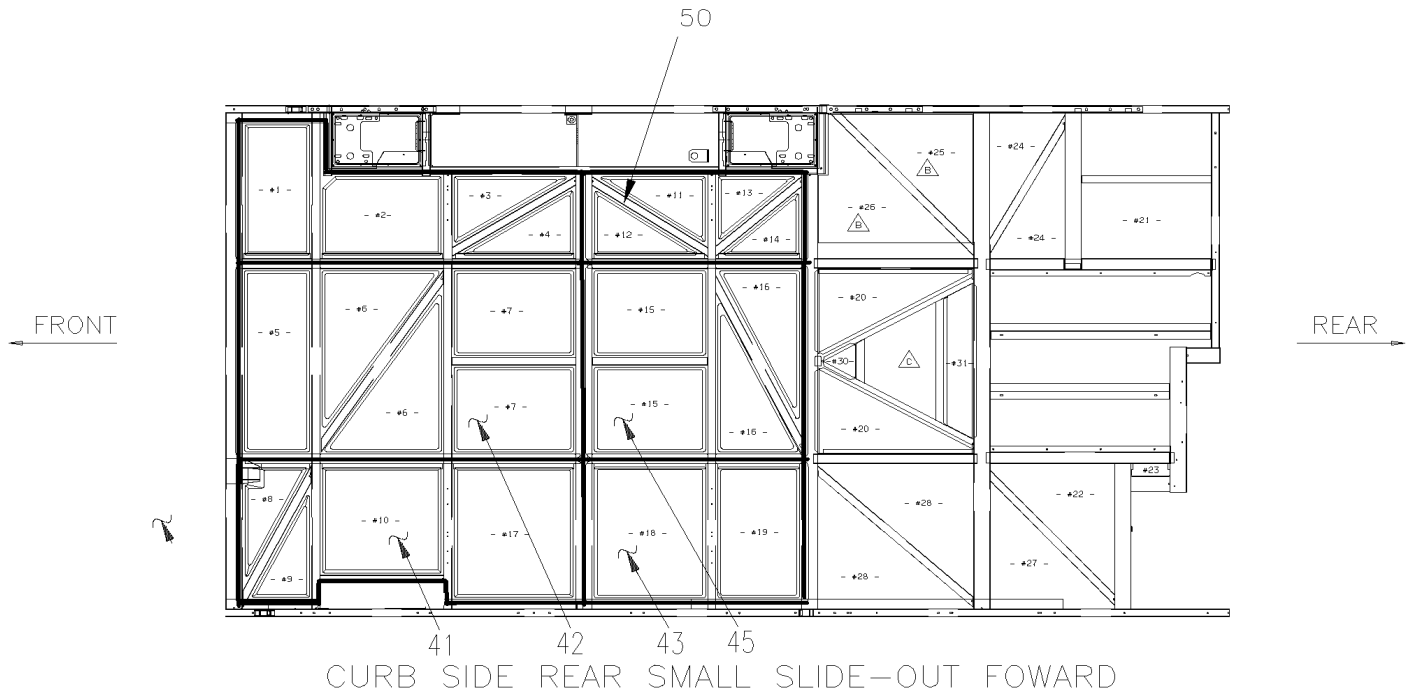 50
- #1 -
- #2 -
- #3 -
- #4 -
- #11 -
- #12 -
- #13 -
- #14 -
- #25 -
B
- #26 -
B
- #24 -
- #24 -
- #21 -
FRONT
REAR
- #5 -
- #6 -
- #6 -
- #7 -
- #7 -
- #15 -
- #15 -
- #16 -
- #16 -
- #20 -
#30
C
#31
- #20 -
- #8 -
- #9 -
- #10 -
- #17 -
- #18 -
- #19 -
- #28 -
- #28 -
- #22 -
#23
- #27 -
41
42
43
45
CURB SIDE REAR SMALL SLIDE-OUT FOWARD